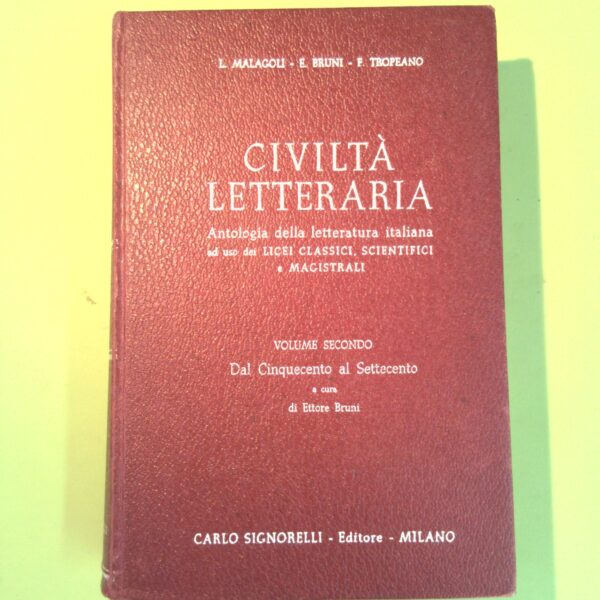 L. MALAGOLI - E. BRUNI - F. TROPEANO
CIVILTÀ
LETTERARIA
Antologia della letteratura italiana
ad uso dei LICEI CLASSICI, SCIENTIFICI
e MAGISTRALI
VOLUME SECONDO
Dal Cinquecento al Settecento
a cura
di Ettore Bruni
CARLO SIGNORELLI - Editore - MILANO